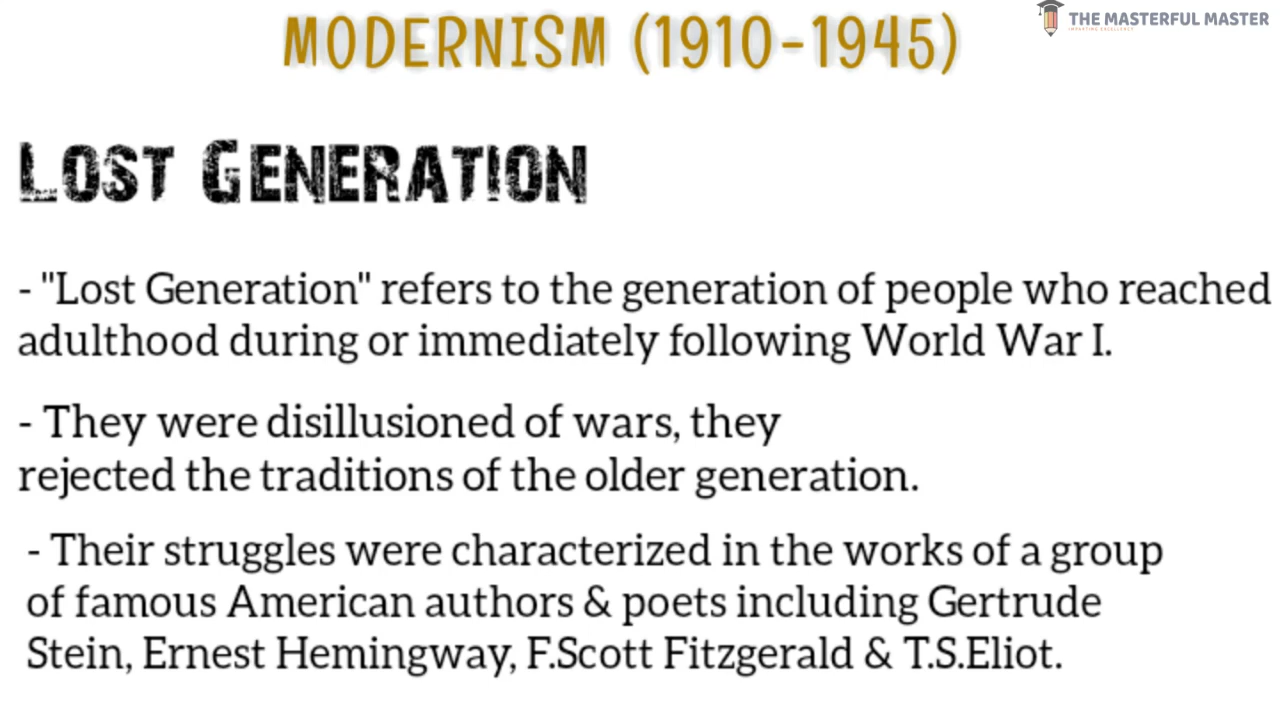 MODERNISM (1910-1945)
THE MASTERFUL MASTER
IMPARTING EXCELLENCE
LOST GENERATION
- "Lost Generation" refers to the generation of people who reached
adulthood during or immediately following World War I.
- They were disillusioned of wars, they
rejected the traditions of the older generation.
- Their struggles were characterized in the works of a group
of famous American authors & poets including Gertrude
Stein, Ernest Hemingway, F.Scott Fitzgerald & T.S.Eliot.